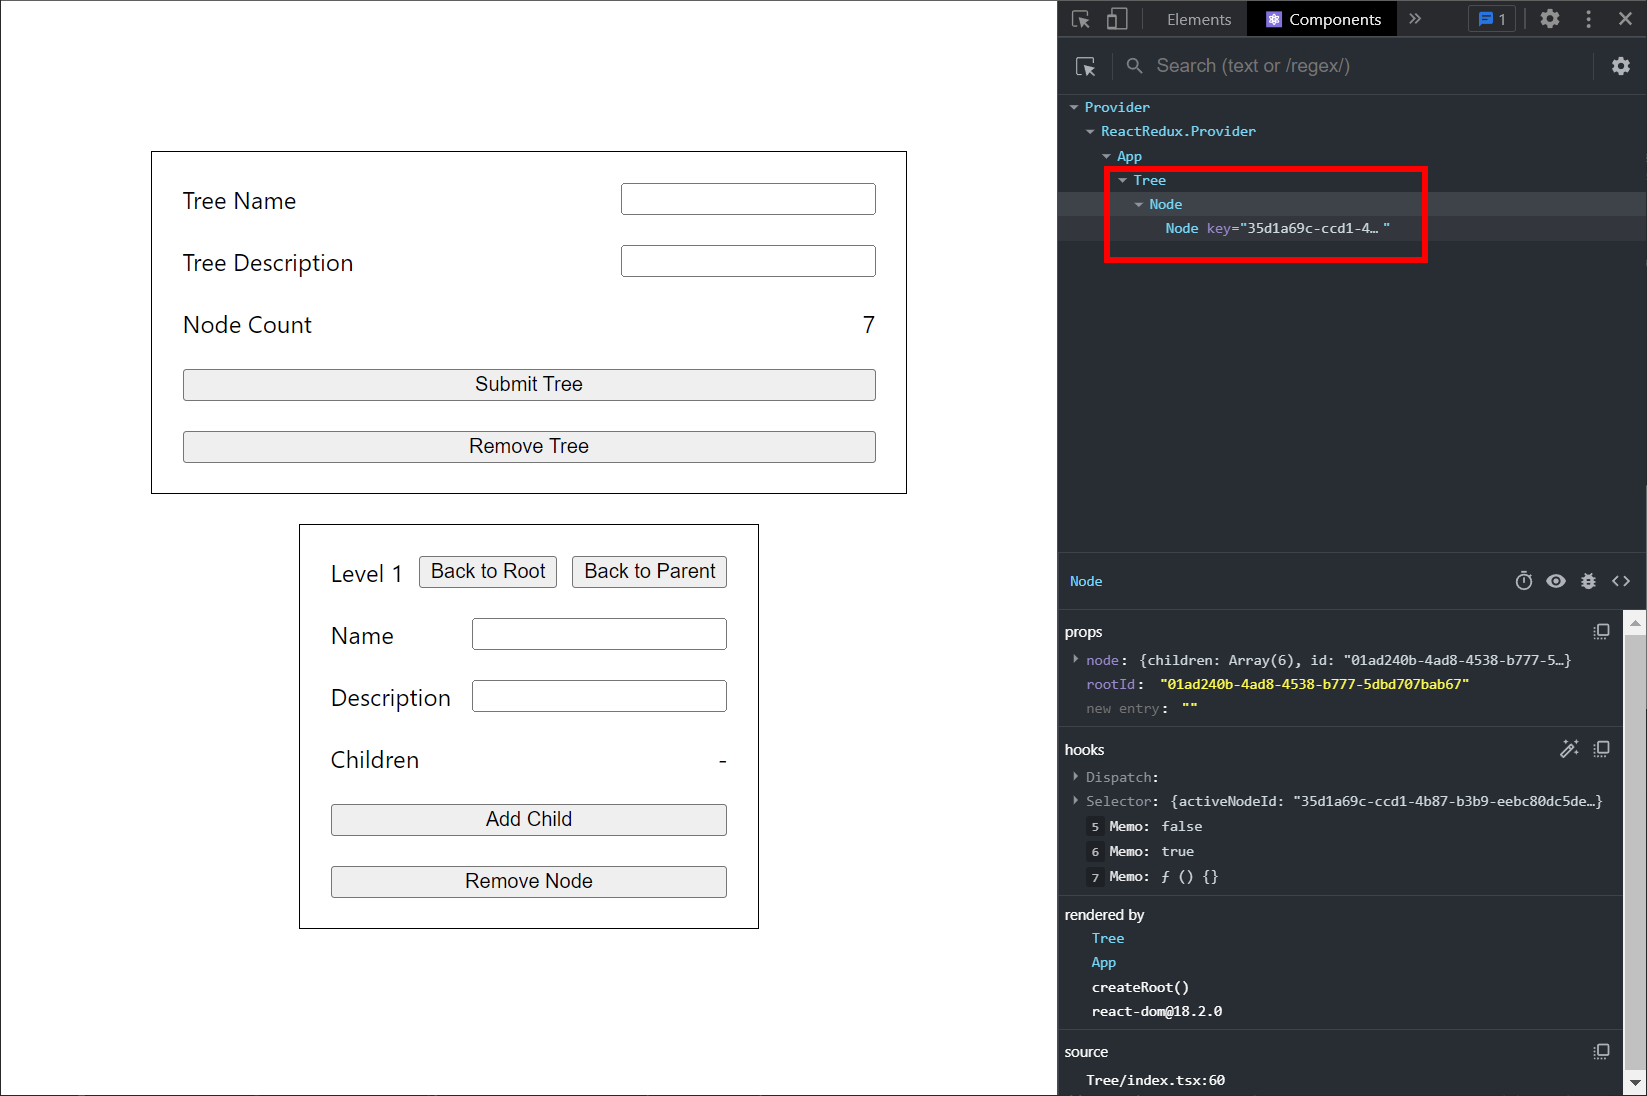 Tree Name
Tree Description
Node Count 7
Submit Tree
Remove Tree
Level 1 Back to Root Back to Parent
Name
Description
Children -
Add Child
Remove Node
Elements Components 1
Search (text or /regex/)
Provider
ReactRedux.Provider
App
Tree
Node
Node key="35d1a69c-ccd1-4… "
Node
props
node: {children: Array(6), id: "01ad240b-4ad8-4538-b777-5…}
rootId: "01ad240b-4ad8-4538-b777-5dbd707bab67"
new entry: ""
hooks
Dispatch:
Selector: {activeNodeId: "35d1a69c-ccd1-4b87-b3b9-eebc80dc5de…}
5 Memo: false
6 Memo: true
7 Memo: ƒ () {}
rendered by
Tree
App
createRoot()
react-dom@18.2.0
source
Tree/index.tsx:60